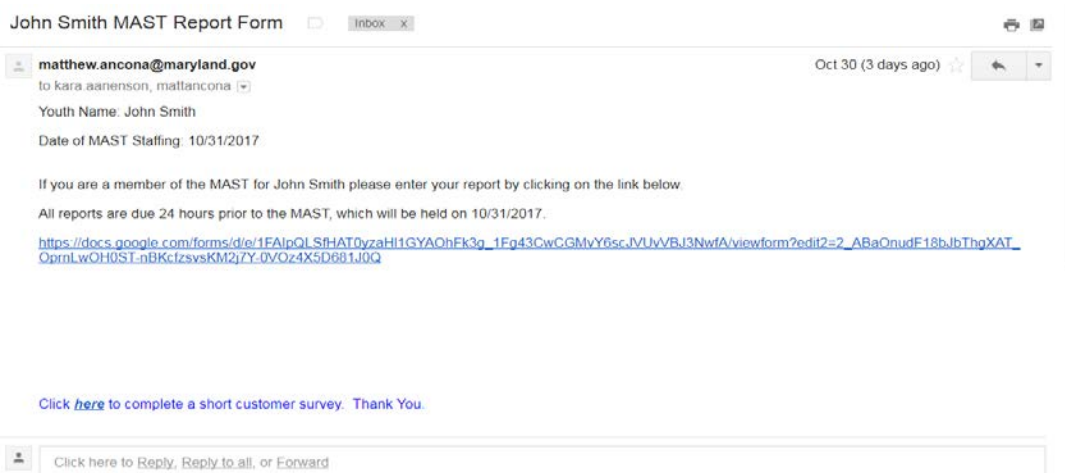 John Smith MAST Report Form
Inbox x
matthew.ancona@maryland.gov
Oct 30 (3 days ago)
to kara.aanenson, mattancona
Youth Name: John Smith
Date of MAST Staffing: 10/31/2017
If you are a member of the MAST for John Smith please enter your report by clicking on the link below.
All reports are due 24 hours prior to the MAST, which will be held on 10/31/2017.
https://docs.google.com/forms/d/e/1FAIpQLSfHAT0yzaHl1GYAOhFk3g_1Fg43CwCGMvY6scJVUvVBJ3NwfA/viewform?edit2=2_ABaOnudF18bJbThgXAT_
OprnLwOH0ST-nBKcfzsvsKM2j7Y-0VOz4X5D681J0Q
Click here to complete a short customer survey. Thank You.
Click here to Reply, Reply to all, or Forward